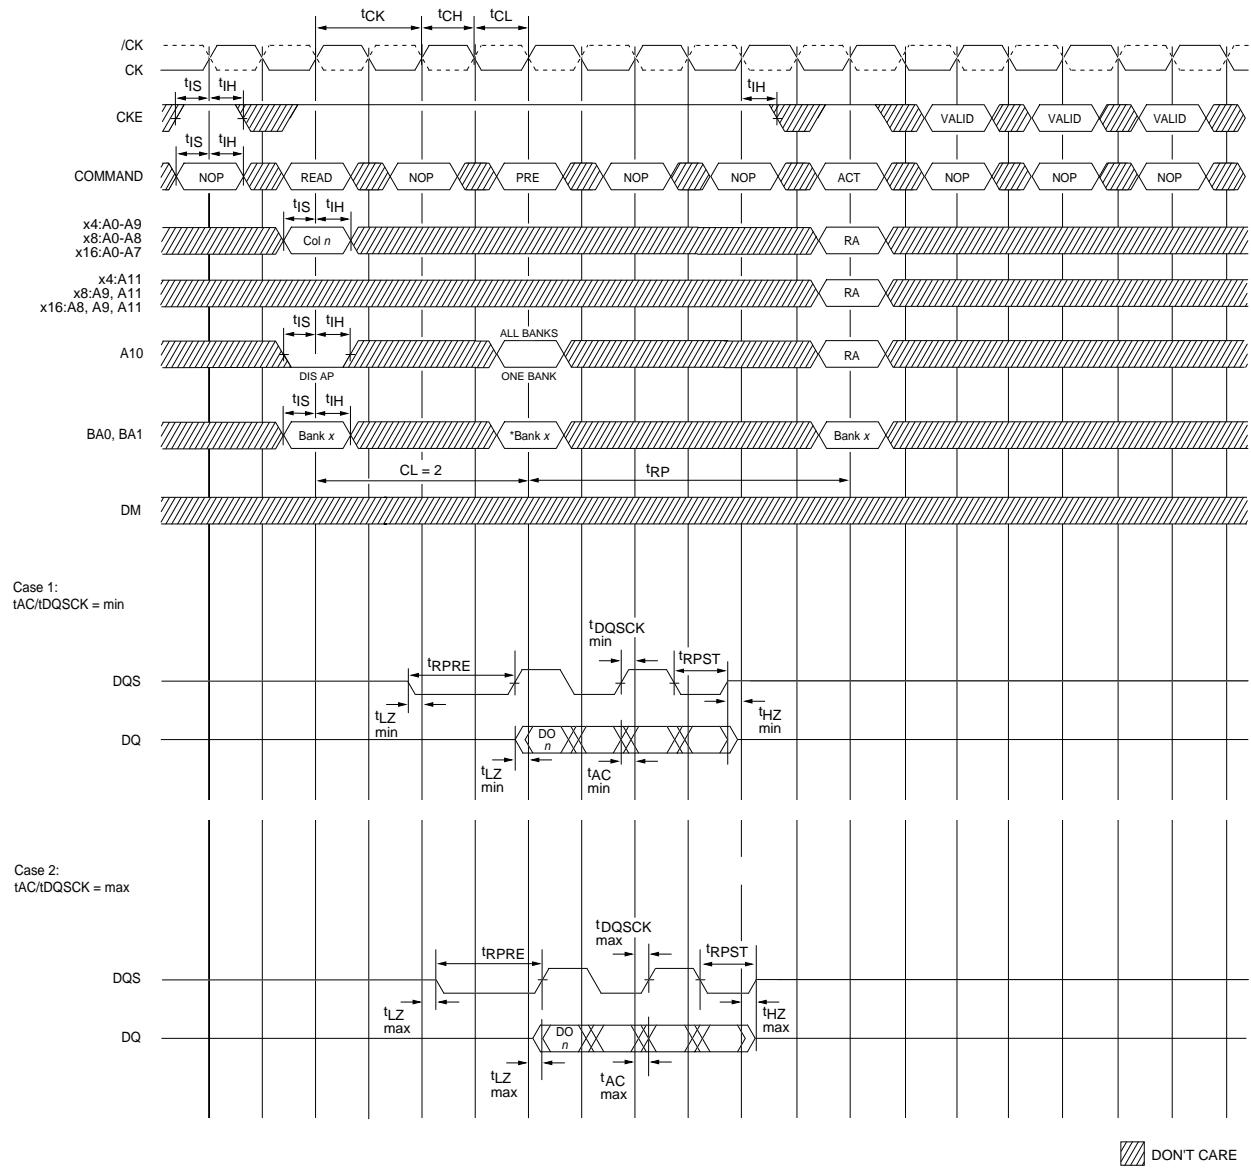 tCK tCH tCL
/CK
CK
tIS tIH tIH
CKE VALID VALID VALID
tIS tIH
COMMAND NOP READ NOP PRE NOP NOP ACT NOP NOP NOP
tIS tIH
x4:A0-A9
x8:A0-A8
x16:A0-A7
Col n RA
x4:A11
x8:A9, A11
x16:A8, A9, A11
RA
tIS tIH ALL BANKS
A10 RA
DIS AP ONE BANK
tIS tIH
BA0, BA1 Bank x *Bank x Bank x
CL = 2 tRP
DM
Case 1:
tAC/tDQSCK = min
tDQSCK
min
tRPRE tRPST
DQS
tLZ
min
tHZ
min
DQ DO
n
tLZ
min
tAC
min
Case 2:
tAC/tDQSCK = max
tDQSCK
max
tRPRE tRPST
DQS
tLZ
max
tHZ
max
DQ DO
n
tLZ
max
tAC
max
DON'T CARE